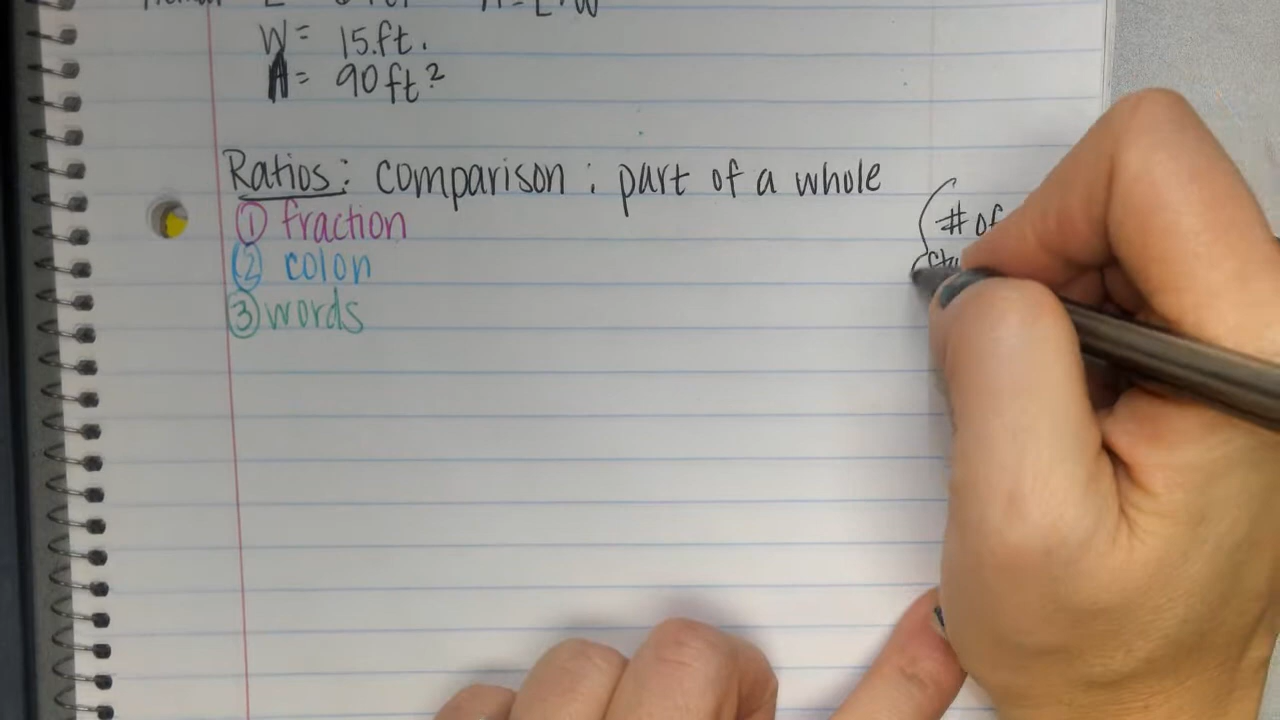 A = L · W
W = 15.ft.
A = 90 ft²
Ratios: comparison: part of a whole
① fraction
② colon
③ words
# of